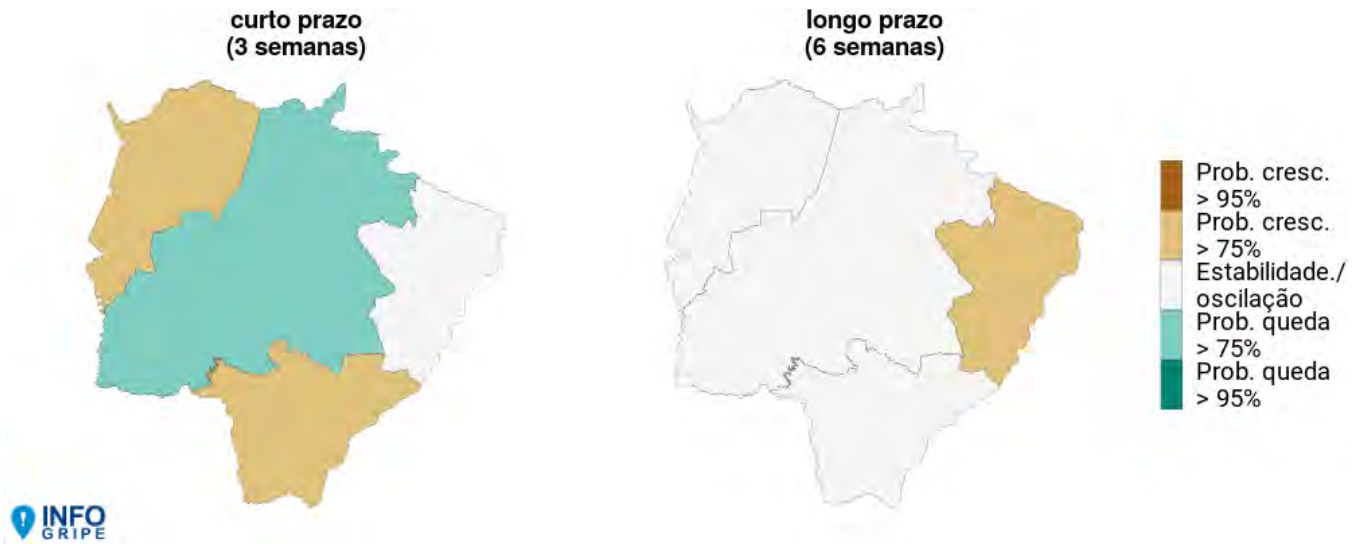 curto prazo
(3 semanas)
longo prazo
(6 semanas)
Prob. cresc.
> 95%
Prob. cresc.
> 75%
Estabilidade./
oscilação
Prob. queda
> 75%
Prob. queda
> 95%
INFO
GRIPE